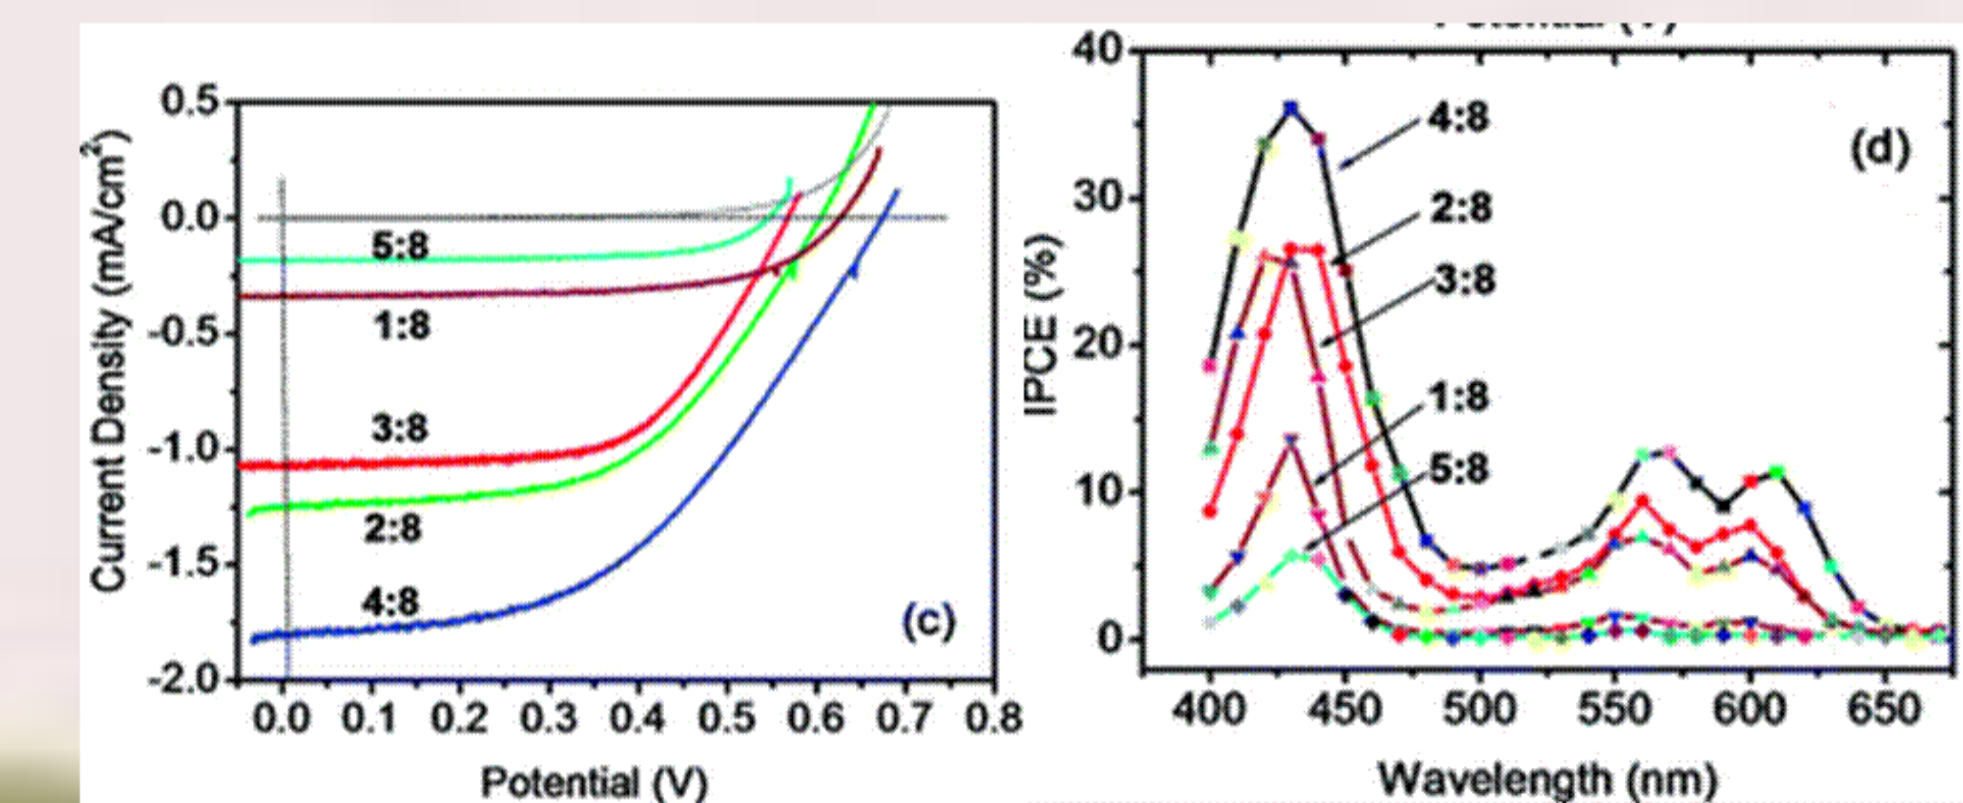 0.5
0.0
-0.5
-1.0
-1.5
-2.0
Current Density (mA/cm²)
5:8
1:8
3:8
2:8
4:8
(c)
0.0 0.1 0.2 0.3 0.4 0.5 0.6 0.7 0.8
Potential (V)
40
30
20
10
0
IPCE (%)
4:8
2:8
3:8
1:8
5:8
(d)
400 450 500 550 600 650
Wavelength (nm)